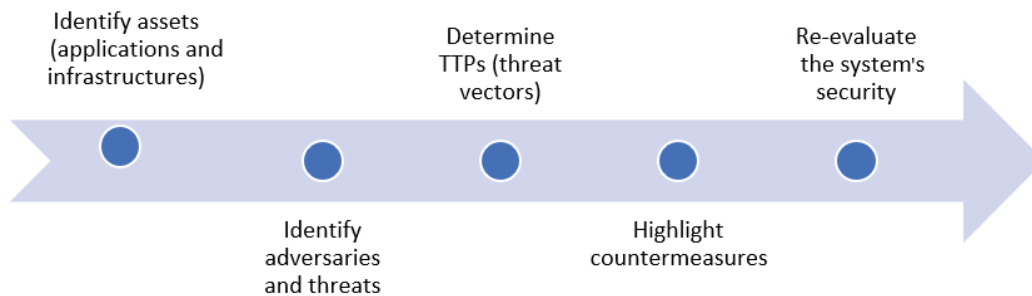 Identify assets
(applications and
infrastructures)
Identify
adversaries
and threats
Determine
TTPs (threat
vectors)
Highlight
countermeasures
Re-evaluate
the system's
security